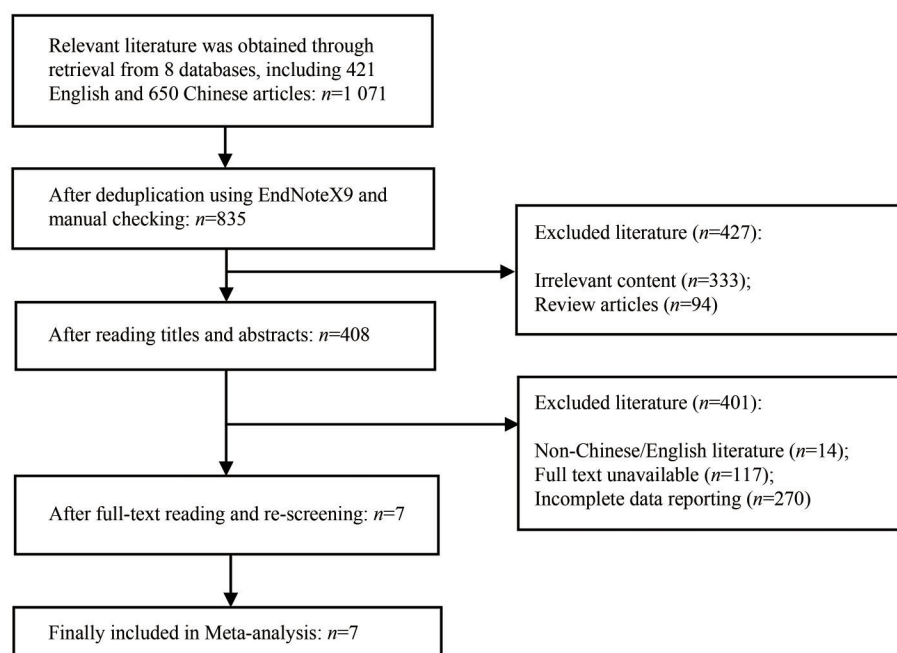 Relevant literature was obtained through
retrieval from 8 databases, including 421
English and 650 Chinese articles: n=1 071
After deduplication using EndNoteX9 and
manual checking: n=835
Excluded literature (n=427):
Irrelevant content (n=333);
Review articles (n=94)
After reading titles and abstracts: n=408
Excluded literature (n=401):
Non-Chinese/English literature (n=14);
Full text unavailable (n=117);
Incomplete data reporting (n=270)
After full-text reading and re-screening: n=7
Finally included in Meta-analysis: n=7